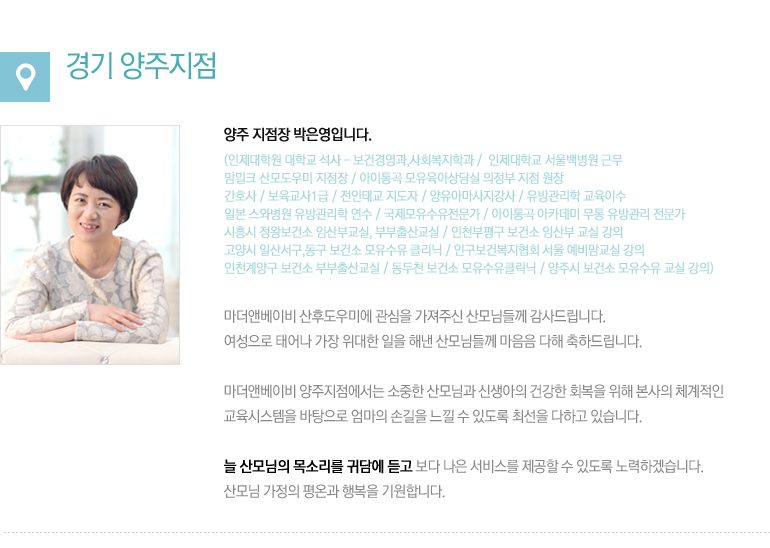 경기 양주지점
양주 지점장 박은영입니다.
(인제대학원 대학교 석사 - 보건경영과,사회복지학과 / 인제대학교 서울백병원 근무
맘밀크 산모도우미 지점장 / 아이통곡 모유육아상담실 의정부 지점 원장
간호사 / 보육교사1급 / 전인태교 지도자 / 양유아마사지강사 / 유방관리학 교육이수
일본 스와병원 유방관리학 연수 / 국제모유수유전문가 / 아이통곡 아카데미 무통 유방관리 전문가
시흥시 정왕보건소 임산부교실, 부부출산교실 / 인천부평구 보건소 임산부 교실 강의
고양시 일산서구,동구 보건소 모유수유 클리닉 / 인구보건복지협회 서울 예비맘교실 강의
인천계양구 보건소 부부출산교실 / 동두천 보건소 모유수유클릭닉 / 양주시 보건소 모유수유 교실 강의)
마더앤베이비 산후도우미에 관심을 가져주신 산모님들께 감사드립니다.
여성으로 태어나 가장 위대한 일을 해낸 산모님들께 마음음 다해 축하드립니다.
마더앤베이비 양주지점에서는 소중한 산모님과 신생아의 건강한 회복을 위해 본사의 체계적인
교육시스템을 바탕으로 엄마의 손길을 느낄 수 있도록 최선을 다하고 있습니다.
늘 산모님의 목소리를 귀담에 듣고 보다 나은 서비스를 제공할 수 있도록 노력하겠습니다.
산모님 가정의 평온과 행복을 기원합니다.